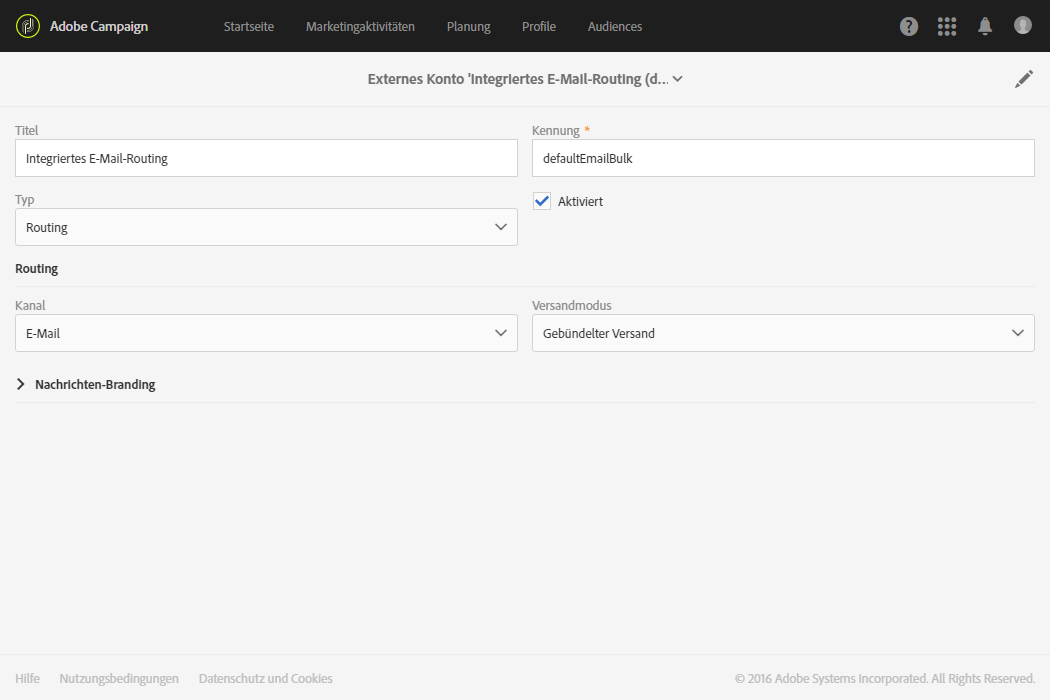 Adobe Campaign
Startseite
Marketingaktivitäten
Planung
Profile
Audiences
Externes Konto 'Integriertes E-Mail-Routing (d...
Titel
Kennung *
Integriertes E-Mail-Routing
defaultEmailBulk
Typ
Aktiviert
Routing
Routing
Kanal
Versandmodus
E-Mail
Gebündelter Versand
Nachrichten-Branding
Hilfe
Nutzungsbedingungen
Datenschutz und Cookies
© 2016 Adobe Systems Incorporated. All Rights Reserved.